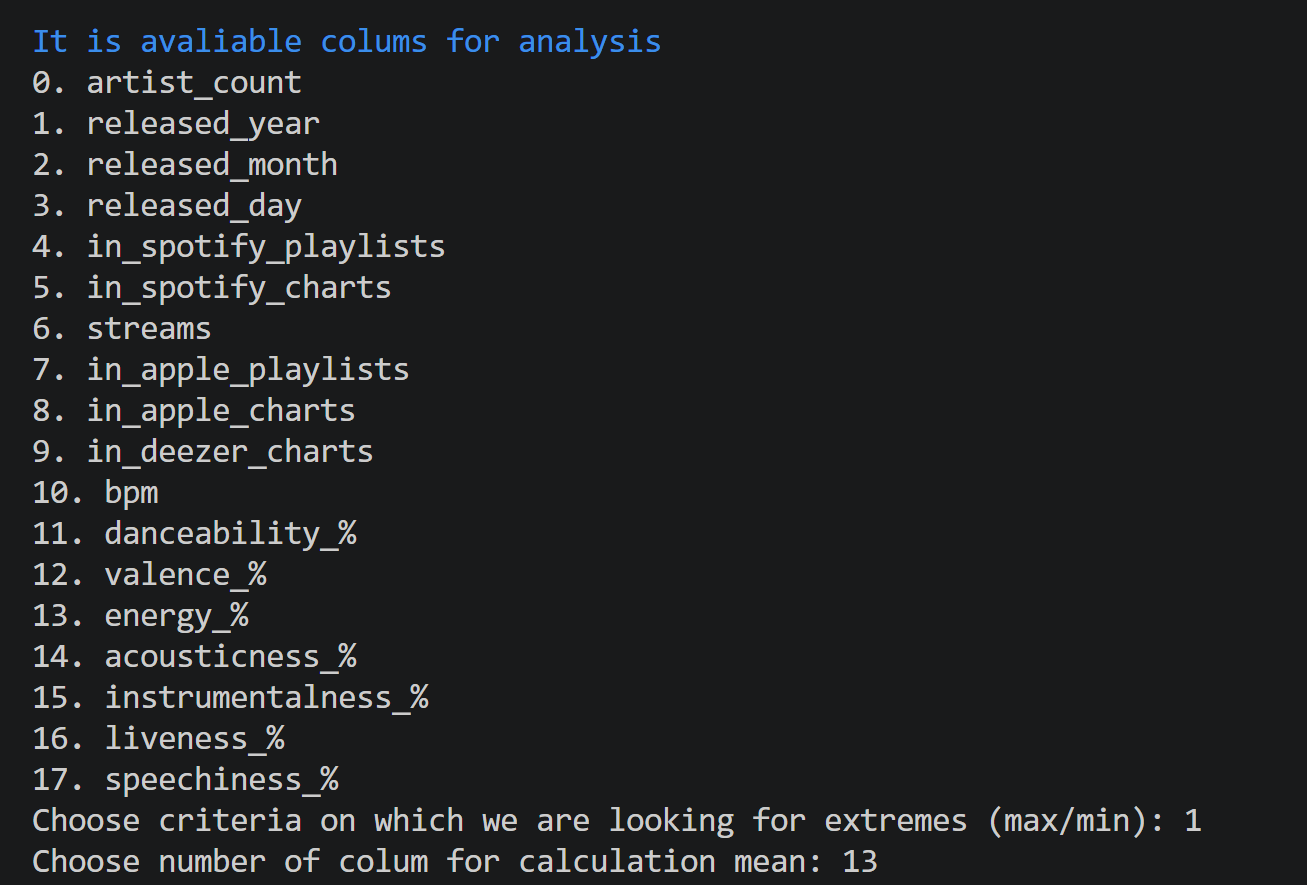 It is avaliable colums for analysis
0. artist_count
1. released_year
2. released_month
3. released_day
4. in_spotify_playlists
5. in_spotify_charts
6. streams
7. in_apple_playlists
8. in_apple_charts
9. in_deezer_charts
10. bpm
11. danceability_%
12. valence_%
13. energy_%
14. acousticness_%
15. instrumentalness_%
16. liveness_%
17. speechiness_%
Choose criteria on which we are looking for extremes (max/min): 1
Choose number of colum for calculation mean: 13